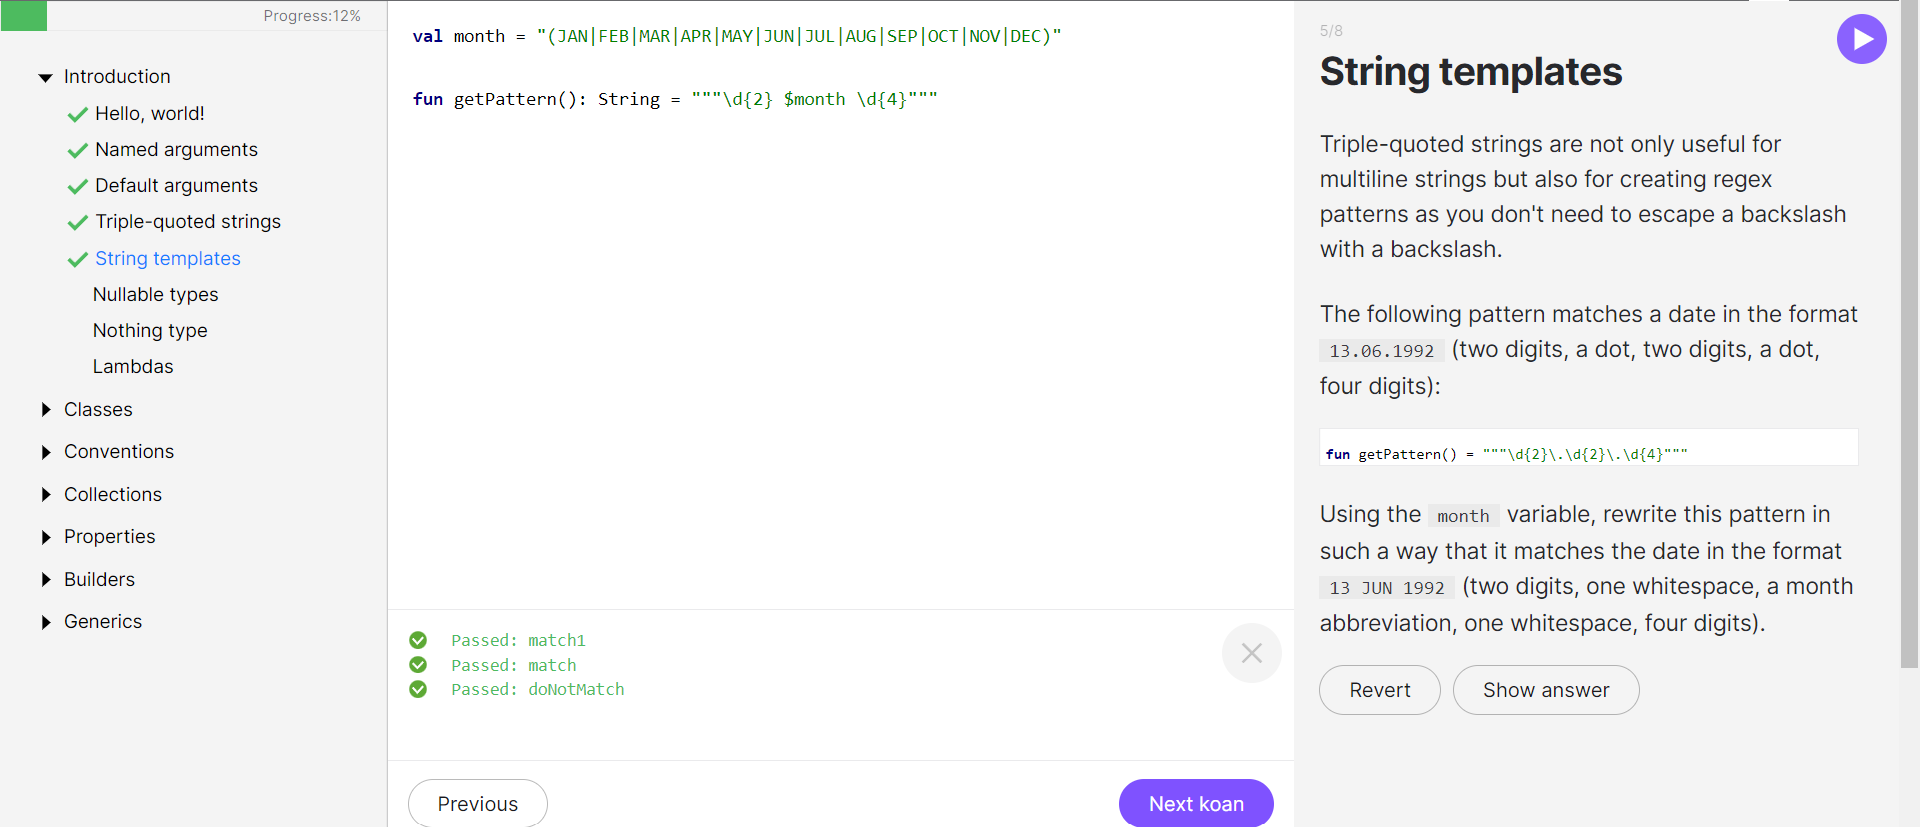 Progress:12%
Introduction
Hello, world!
Named arguments
Default arguments
Triple-quoted strings
String templates
Nullable types
Nothing type
Lambdas
Classes
Conventions
Collections
Properties
Builders
Generics
val month = "(JAN|FEB|MAR|APR|MAY|JUN|JUL|AUG|SEP|OCT|NOV|DEC)"
fun getPattern(): String = """\d{2} $month \d{4}"""
Passed: match1
Passed: match
Passed: doNotMatch
Previous
Next koan
5/8
String templates
Triple-quoted strings are not only useful for
multiline strings but also for creating regex
patterns as you don't need to escape a backslash
with a backslash.
The following pattern matches a date in the format
13.06.1992 (two digits, a dot, two digits, a dot,
four digits):
fun getPattern() = """\d{2}\.\d{2}\.\d{4}"""
Using the month variable, rewrite this pattern in
such a way that it matches the date in the format
13 JUN 1992 (two digits, one whitespace, a month
abbreviation, one whitespace, four digits).
Revert
Show answer